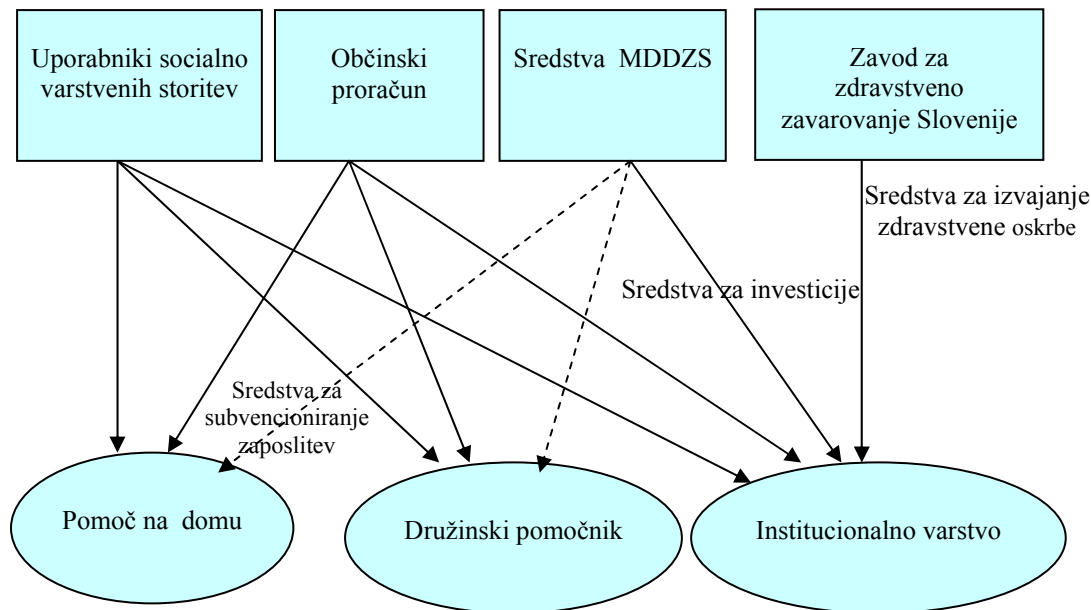 Uporabniki socialno
varstvenih storitev
Občinski
proračun
Sredstva MDDZS
Zavod za
zdravstveno
zavarovanje Slovenije
Sredstva za izvajanje
zdravstvene oskrbe
Sredstva za investicije
Sredstva za
subvencioniranje
zaposlitev
Pomoč na domu
Družinski pomočnik
Institucionalno varstvo